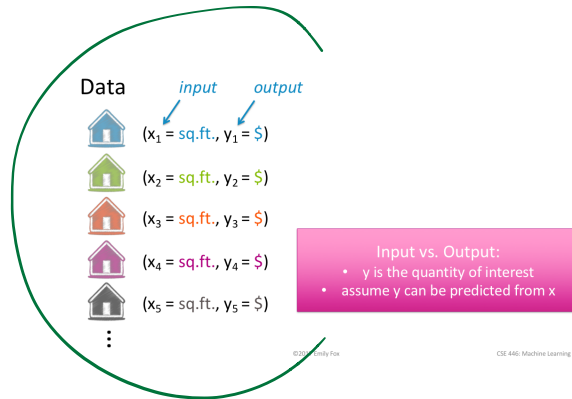 Data
input
output
(x1 = sq.ft., y1 = $)
(x2 = sq.ft., y2 = $)
(x3 = sq.ft., y3 = $)
(x4 = sq.ft., y4 = $)
(x5 = sq.ft., y5 = $)
⋮
Input vs. Output:
• y is the quantity of interest
• assume y can be predicted from x
Emily Fox
CSE 446: Machine Learning